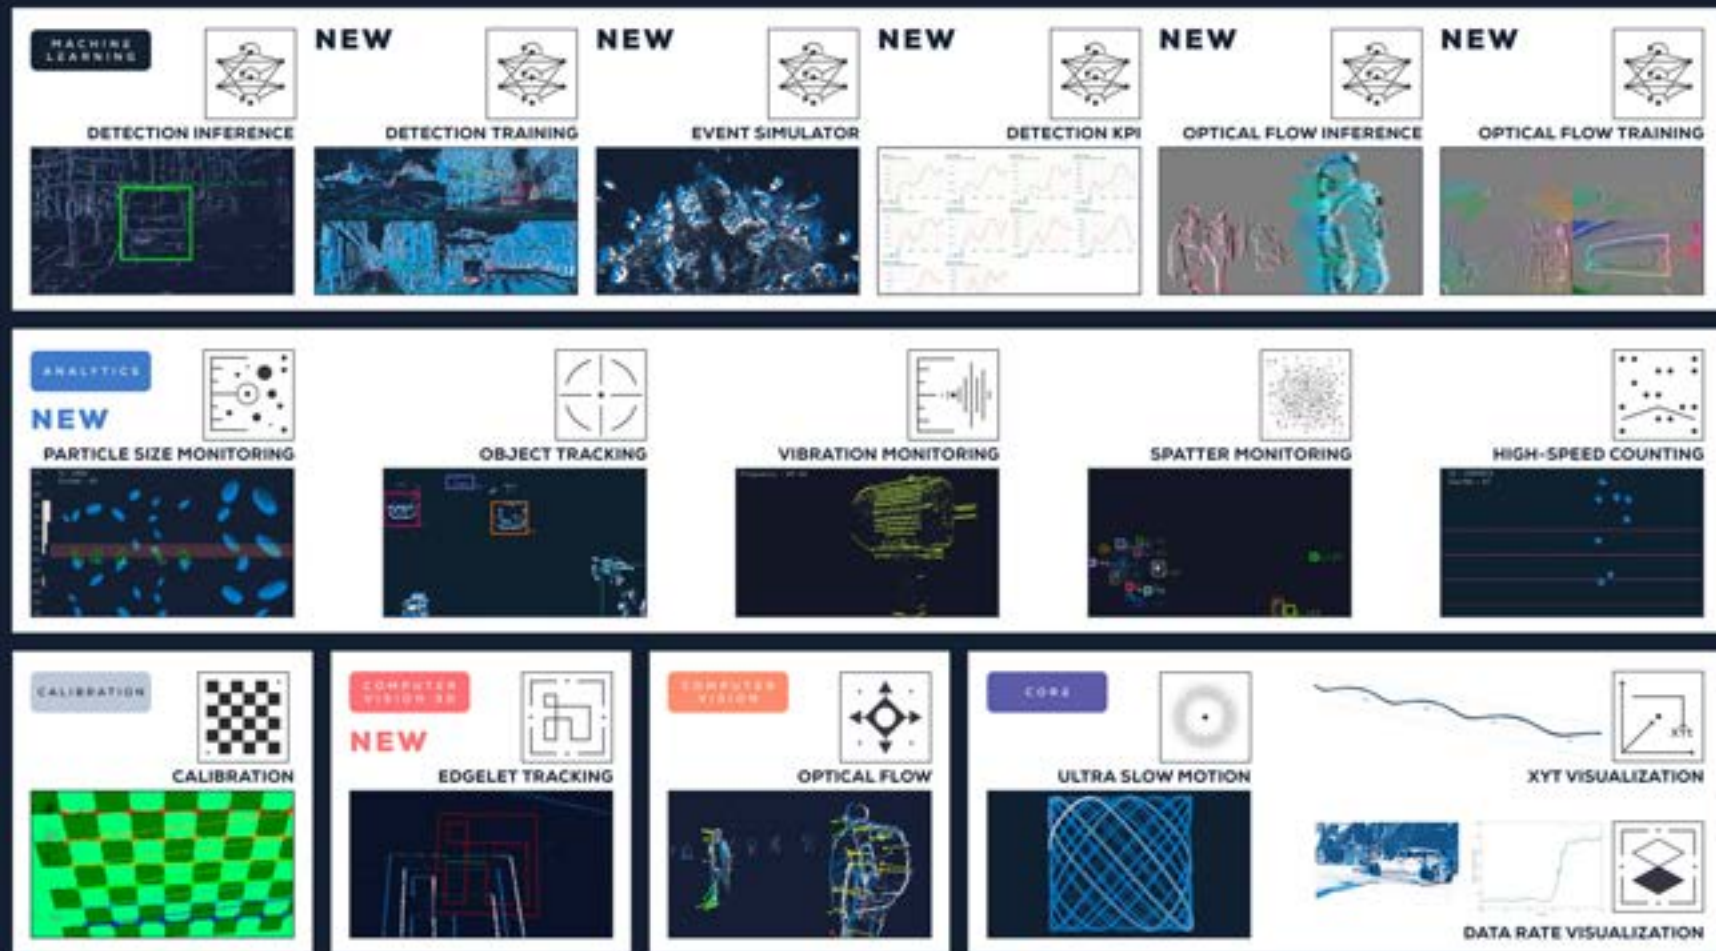 MACHINE
LEARNING
NEW
NEW
NEW
NEW
NEW
DETECTION INFERENCE
DETECTION TRAINING
EVENT SIMULATOR
DETECTION KPI
OPTICAL FLOW INFERENCE
OPTICAL FLOW TRAINING
ANALYTICS
NEW
PARTICLE SIZE MONITORING
OBJECT TRACKING
VIBRATION MONITORING
SPATTER MONITORING
HIGH-SPEED COUNTING
CALIBRATION
CALIBRATION
COMPUTER
VISION 3D
NEW
EDGELET TRACKING
COMPUTER
VISION
OPTICAL FLOW
CORE
ULTRA SLOW MOTION
XYt
XYT VISUALIZATION
DATA RATE VISUALIZATION